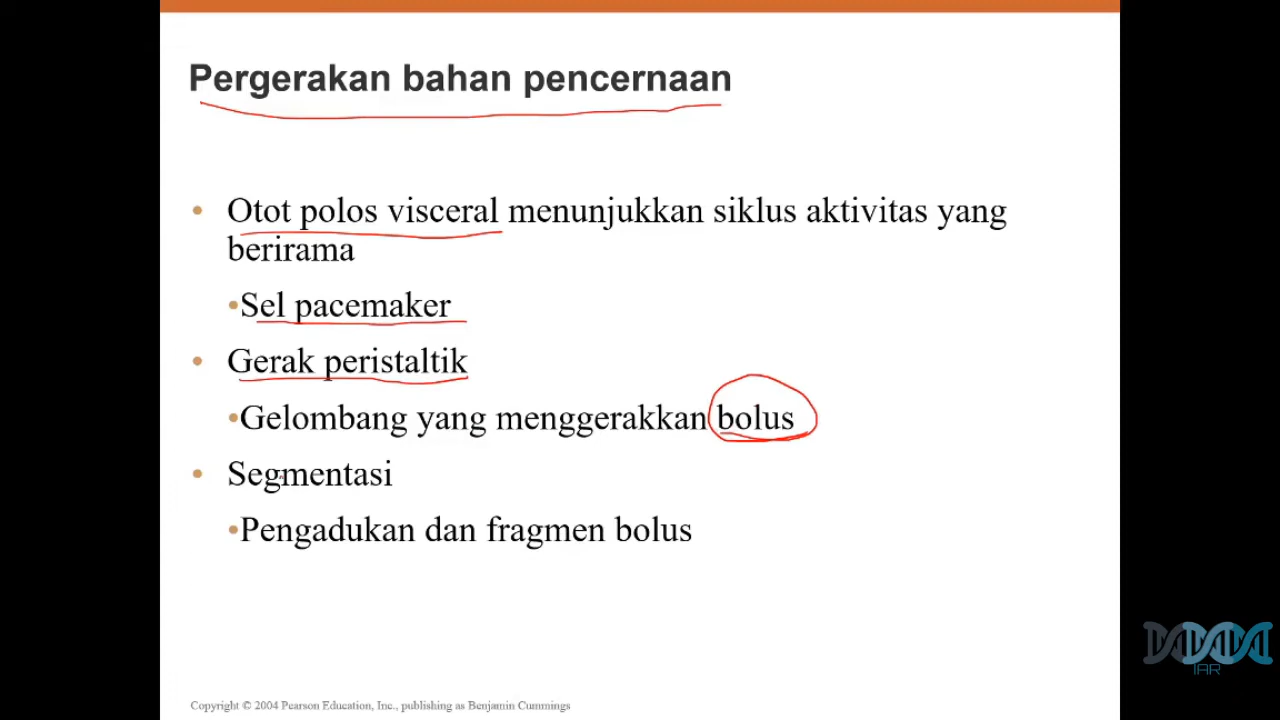 Pergerakan bahan pencernaan
• Otot polos visceral menunjukkan siklus aktivitas yang
berirama
•Sel pacemaker
• Gerak peristaltik
•Gelombang yang menggerakkan bolus
• Segmentasi
•Pengadukan dan fragmen bolus
Copyright © 2004 Pearson Education, Inc., publishing as Benjamin Cummings
IAR